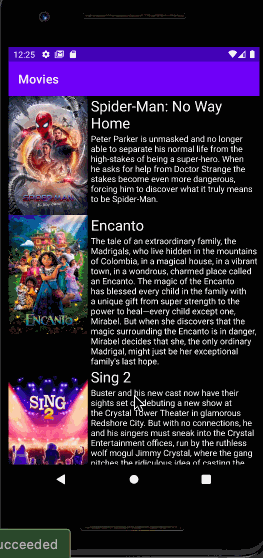 12:25
Movies
Spider-Man: No Way
Home
Peter Parker is unmasked and no longer
able to separate his normal life from the
high-stakes of being a super-hero. When
he asks for help from Doctor Strange the
stakes become even more dangerous,
forcing him to discover what it truly means
to be Spider-Man.
Encanto
The tale of an extraordinary family, the
Madrigals, who live hidden in the mountains
of Colombia, in a magical house, in a vibrant
town, in a wondrous, charmed place called
an Encanto. The magic of the Encanto
has blessed every child in the family with
a unique gift from super strength to the
power to heal—every child except one,
Mirabel. But when she discovers that the
magic surrounding the Encanto is in danger,
Mirabel decides that she, the only ordinary
Madrigal, might just be her exceptional
family's last hope.
ENCANTO
Sing 2
Buster and his new cast now have their
sights set on debuting a new show at
the Crystal Tower Theater in glamorous
Redshore City. But with no connections, he
and his singers must sneak into the Crystal
Entertainment offices, run by the ruthless
wolf mogul Jimmy Crystal, where the gang
pitches the ridiculous idea of casting the
SING
2
ucceeded